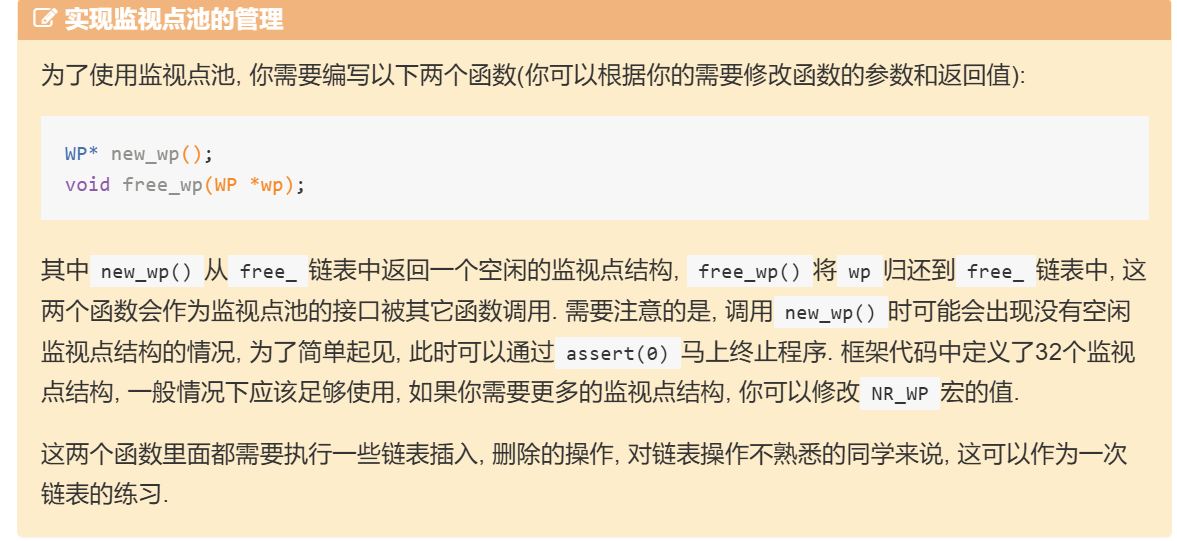 实现监视点池的管理
为了使用监视点池, 你需要编写以下两个函数(你可以根据你的需要修改函数的参数和返回值):
WP* new_wp();
void free_wp(WP *wp);
其中 new_wp() 从 free_ 链表中返回一个空闲的监视点结构, free_wp() 将 wp 归还到 free_ 链表中, 这
两个函数会作为监视点池的接口被其它函数调用. 需要注意的是, 调用 new_wp() 时可能会出现没有空闲
监视点结构的情况, 为了简单起见, 此时可以通过 assert(0) 马上终止程序. 框架代码中定义了32个监视
点结构, 一般情况下应该足够使用, 如果你需要更多的监视点结构, 你可以修改 NR_WP 宏的值.
这两个函数里面都需要执行一些链表插入, 删除的操作, 对链表操作不熟悉的同学来说, 这可以作为一次
链表的练习.